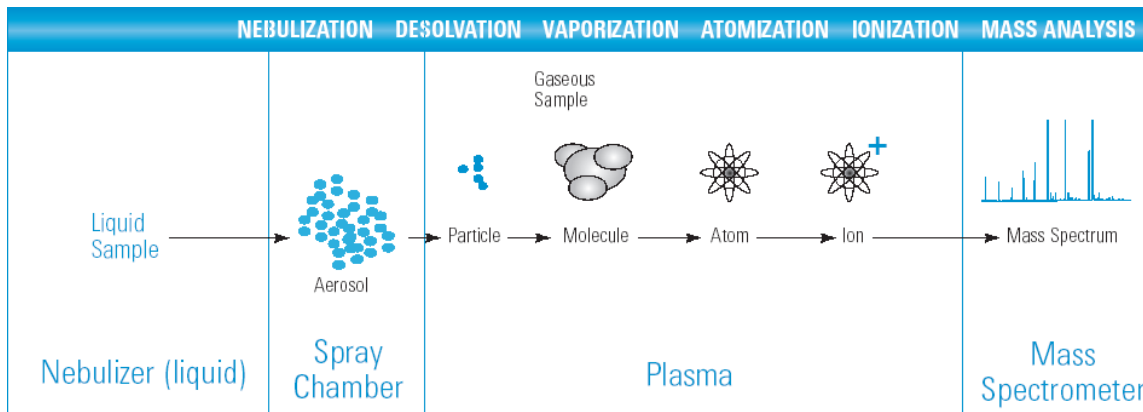 NEBULIZATION DESOLVATION VAPORIZATION ATOMIZATION IONIZATION MASS ANALYSIS
Gaseous
Sample
+
Liquid
Sample
Particle
Molecule
Atom
Ion
Mass Spectrum
Aerosol
Nebulizer (liquid)
Spray
Chamber
Plasma
Mass
Spectrometer